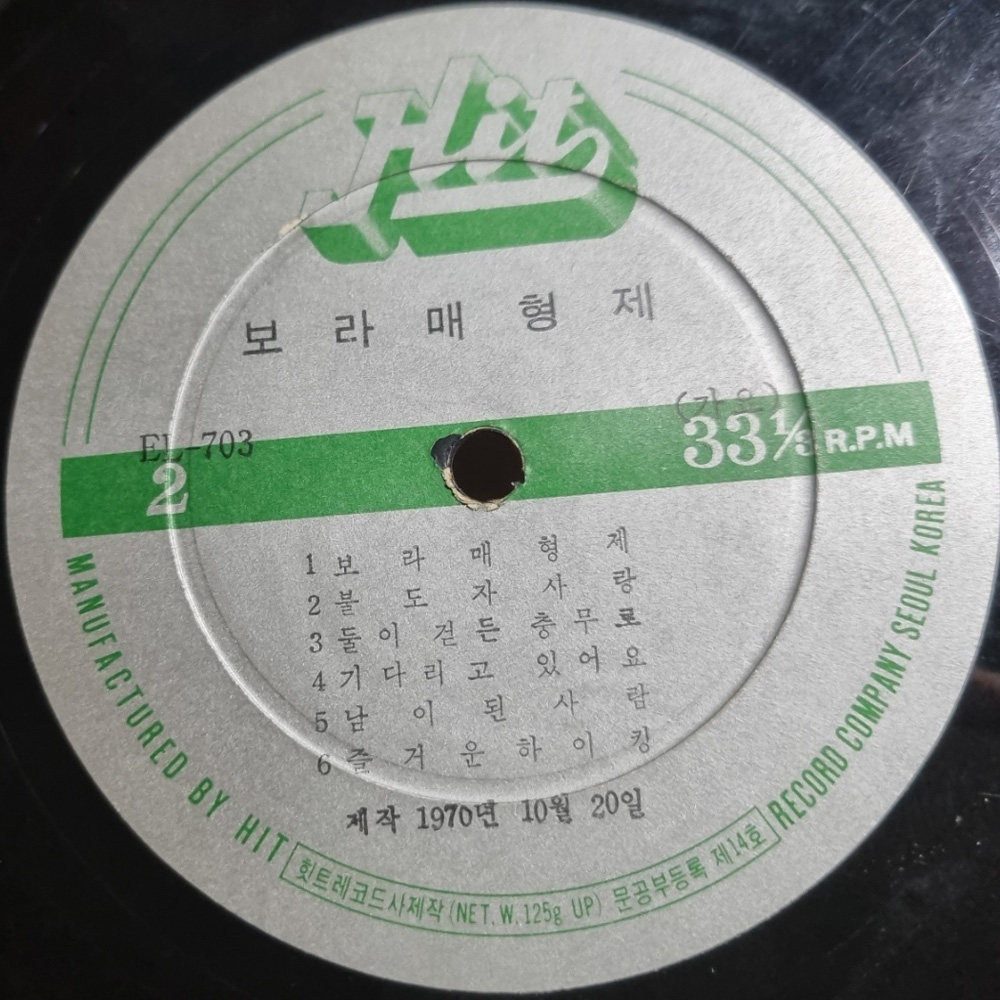 Hit
보라매형제
(가요)
EL-703
2
33⅓ R.P.M
1 보라매형제
2 불도자사랑
3 둘이 걷든 충무로
4 기다리고 있어요
5 남이된사람
6 즐거운하이킹
제작 1970년 10월 20일
MANUFACTURED BY HIT RECORD COMPANY SEOUL KOREA
힛트레코드사제작 (NET. W. 125g UP) 문공부등록 제14호